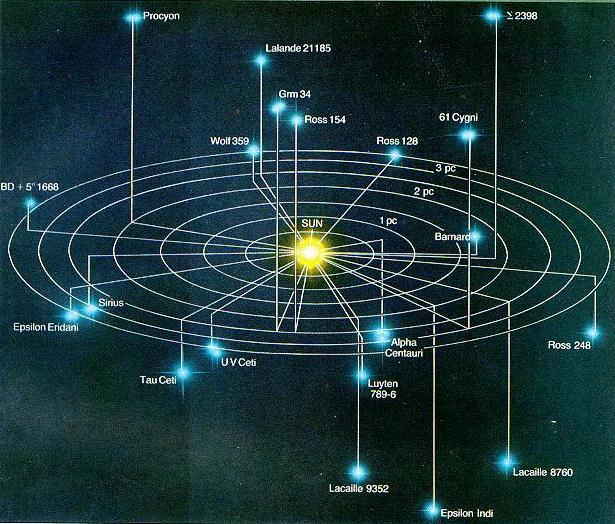 Procyon
Σ 2398
Lalande 21185
Grm 34
Ross 154
61 Cygni
Wolf 359
Ross 128
3 pc
BD + 5° 1668
2 pc
1 pc
SUN
Barnard
Sirius
Epsilon Eridani
Alpha
Centauri
Ross 248
U V Ceti
Tau Ceti
Luyten
789-6
Lacaille 8760
Lacaille 9352
Epsilon Indi